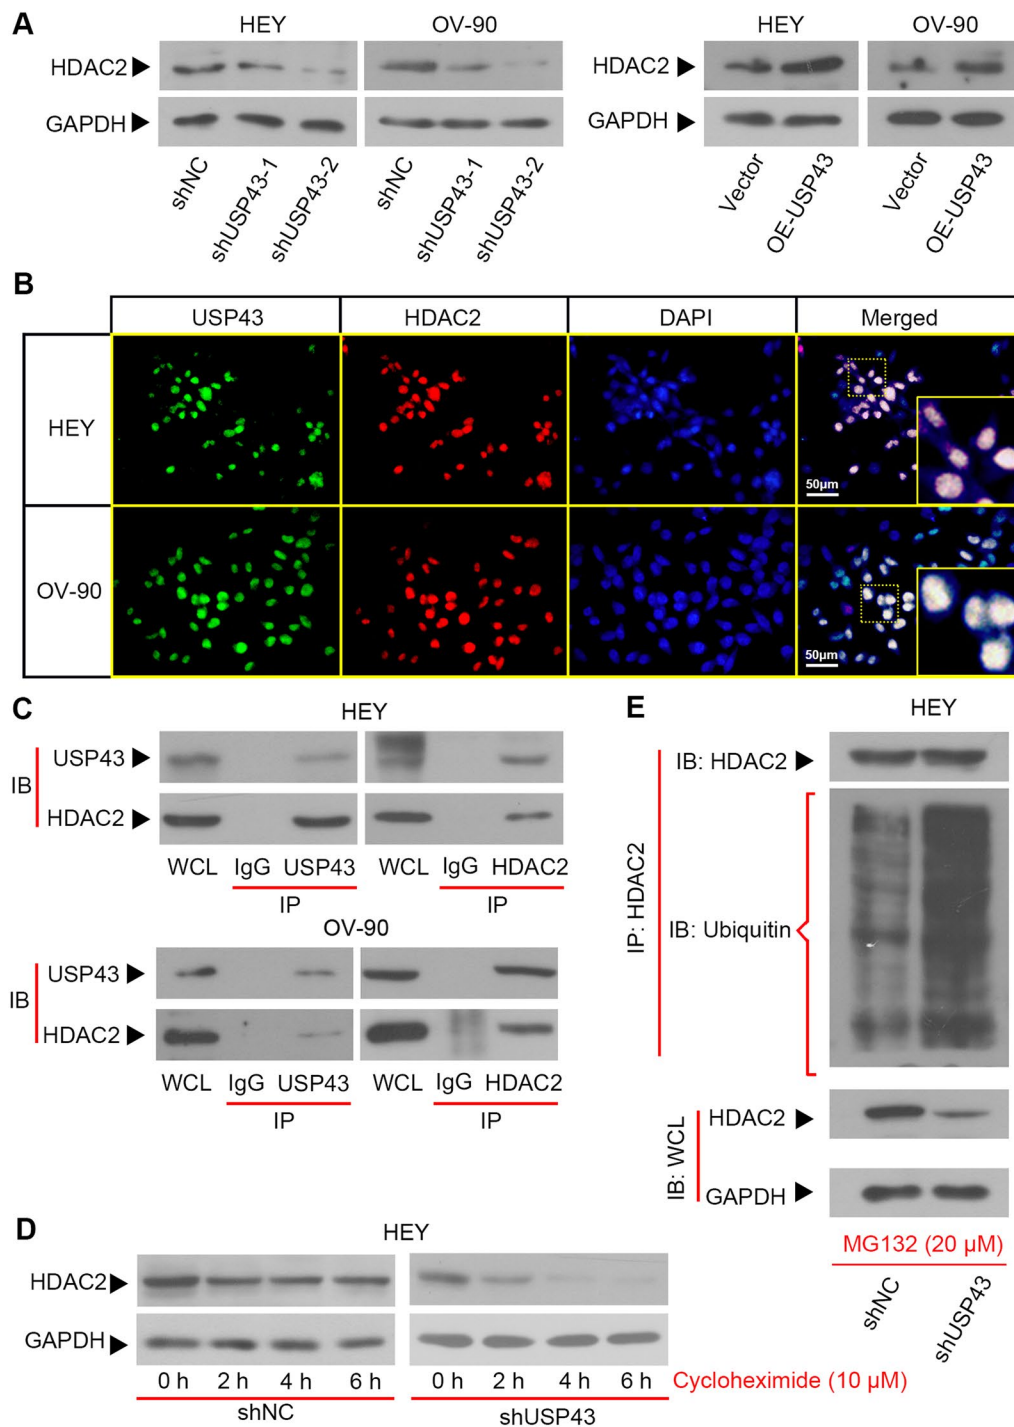 A
HEY
OV-90
HEY
OV-90
HDAC2
GAPDH
shNC
shUSP43-1
shUSP43-2
shNC
shUSP43-1
shUSP43-2
HDAC2
GAPDH
Vector
OE-USP43
Vector
OE-USP43
B
USP43
HDAC2
DAPI
Merged
HEY
50µm
OV-90
50µm
C
HEY
IB
USP43
HDAC2
WCL
IgG
USP43
WCL
IgG
HDAC2
IP
IP
OV-90
IB
USP43
HDAC2
WCL
IgG
USP43
WCL
IgG
HDAC2
IP
IP
E
HEY
IP: HDAC2
IB: HDAC2
IB: Ubiquitin
IB: WCL
HDAC2
GAPDH
MG132 (20 µM)
shNC
shUSP43
D
HEY
HDAC2
GAPDH
0 h
2 h
4 h
6 h
0 h
2 h
4 h
6 h
Cycloheximide (10 µM)
shNC
shUSP43